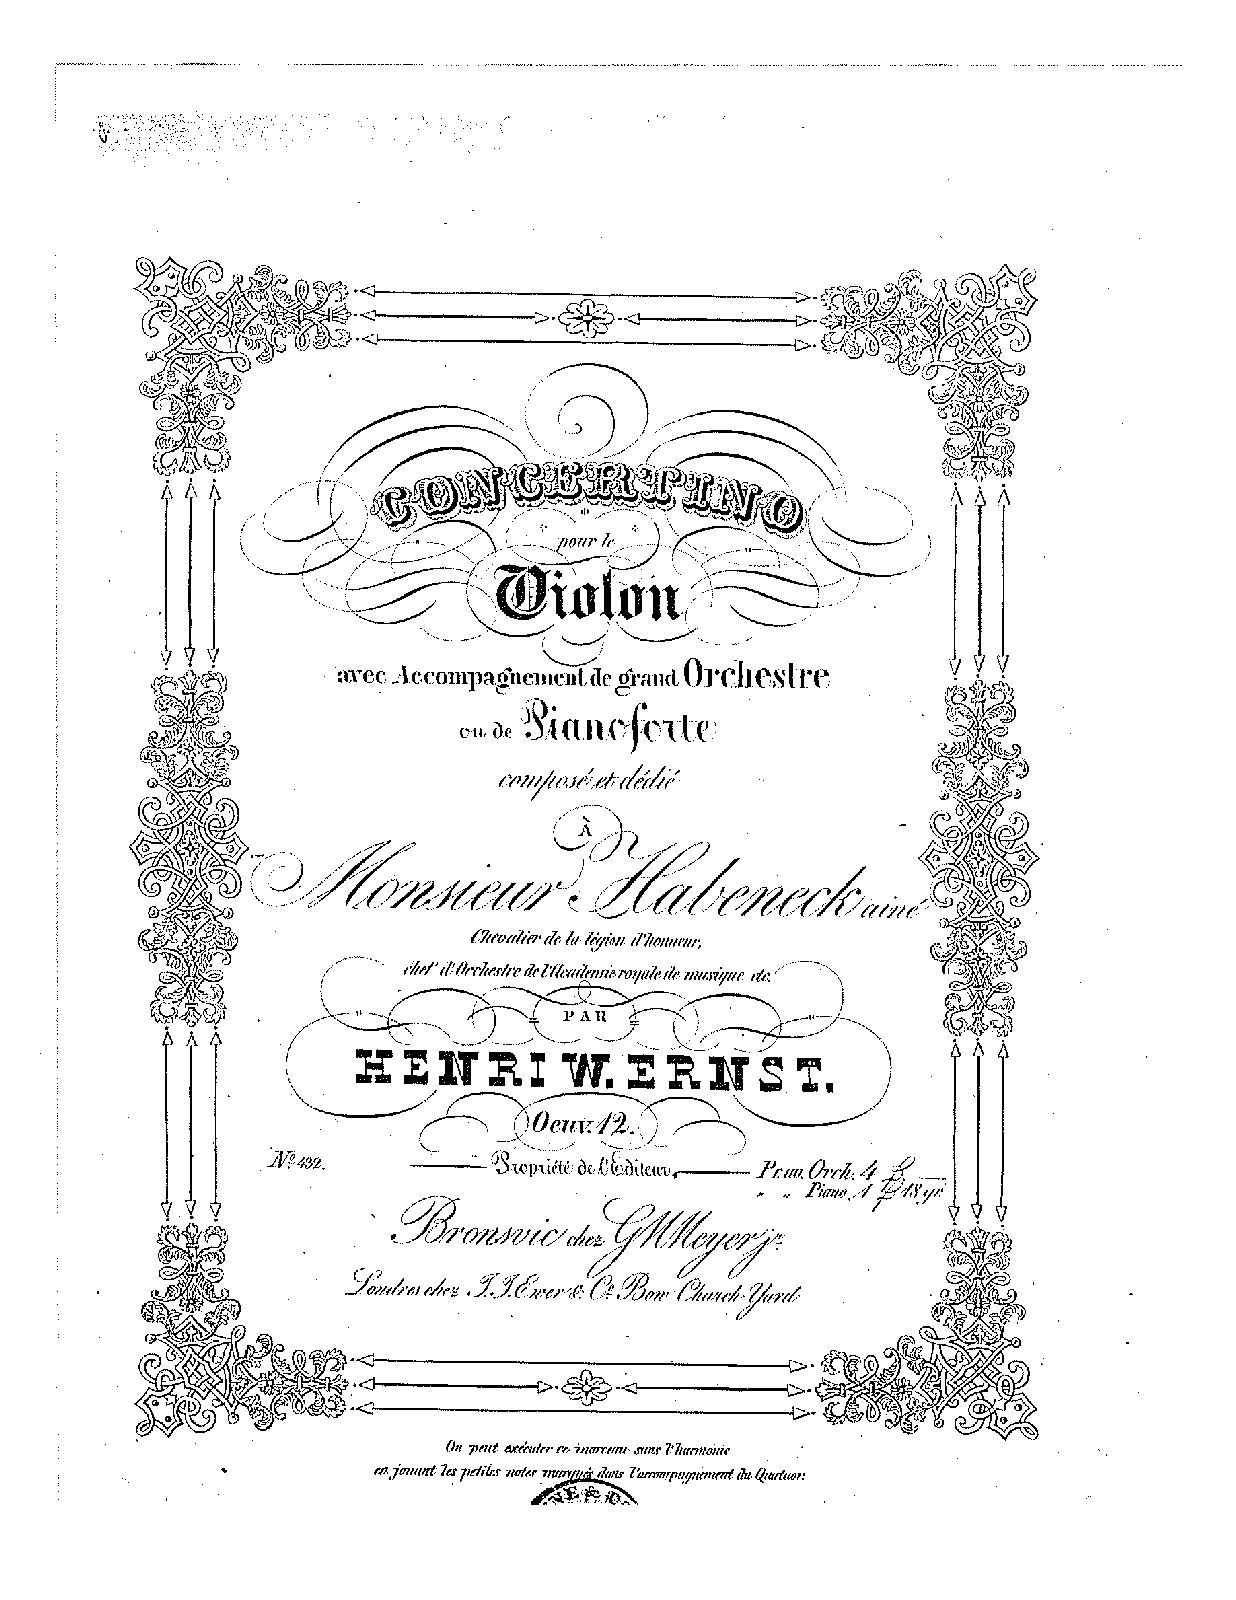 CONCERTINO
pour le
Violon
avec Accompagnement de grand Orchestre
ou de Pianoforte
composé et dédié
À
Monsieur Habeneck ainé
Chevalier de la légion d'honneur,
chef d'Orchestre de l'Academie royale de musique etc.
PAR
HENRI W. ERNST.
Oeuv. 12.
No. 432.
Propriété de l'Editeur.
Pr. av. Orch. 4
" " Piano. 1 18 gr.
Bronsvic chez G M Meyer jr.
Londres chez J. J. Ewer & Co. Bow Church Yard
On peut exécuter ce morceau sans l'harmonie
en jouant les petites notes marqués dans l'accompagnement du Quatuor.